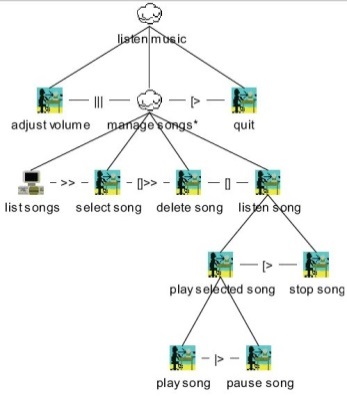 listen music
adjust volume ||| manage songs* [> quit
list songs >> select song []>> delete song [] listen song
play selected song [> stop song
play song |> pause song